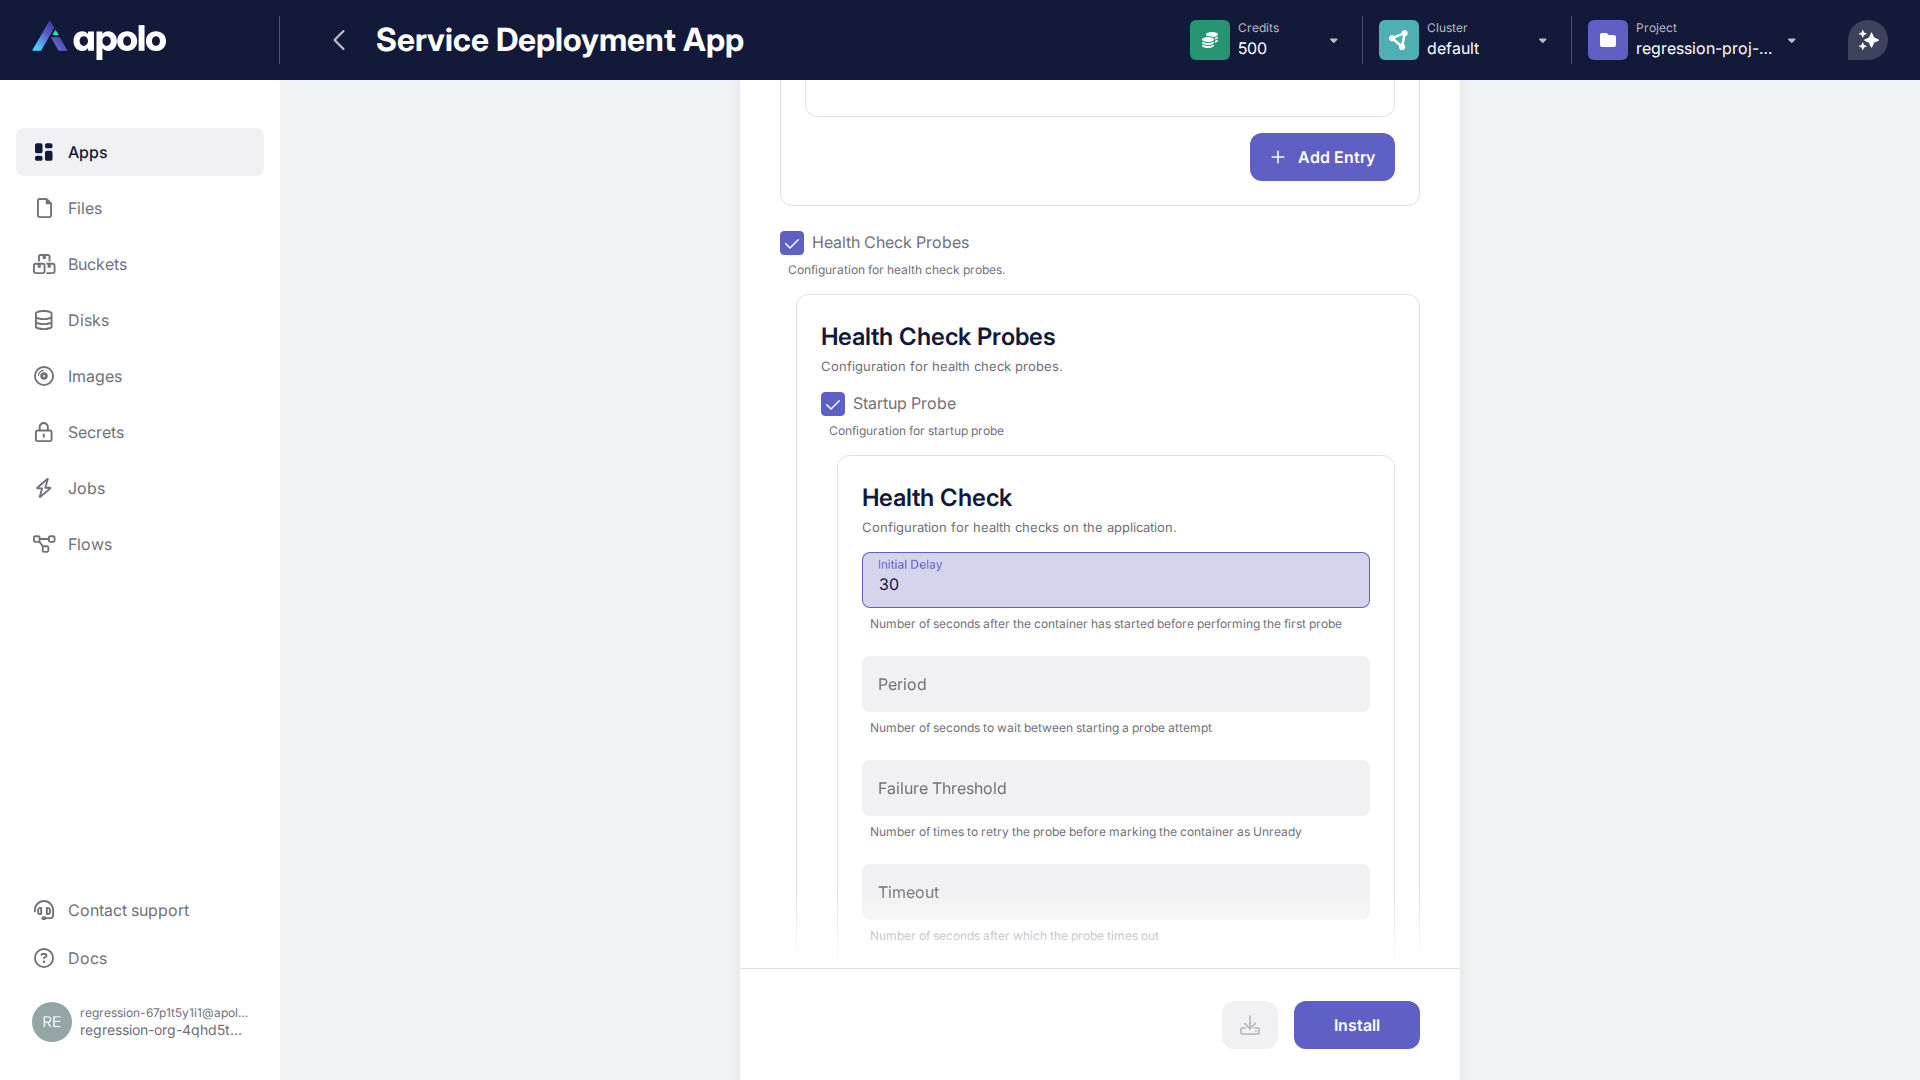 apolo
Service Deployment App
Credits
500
Cluster
default
Project
regression-proj-...
Apps
Files
Buckets
Disks
Images
Secrets
Jobs
Flows
Contact support
Docs
RE
regression-67p1t5y1i1@apol...
regression-org-4qhd5t...
Add Entry
Health Check Probes
Configuration for health check probes.
Health Check Probes
Configuration for health check probes.
Startup Probe
Configuration for startup probe
Health Check
Configuration for health checks on the application.
Initial Delay
30
Number of seconds after the container has started before performing the first probe
Period
Number of seconds to wait between starting a probe attempt
Failure Threshold
Number of times to retry the probe before marking the container as Unready
Timeout
Number of seconds after which the probe times out
Install